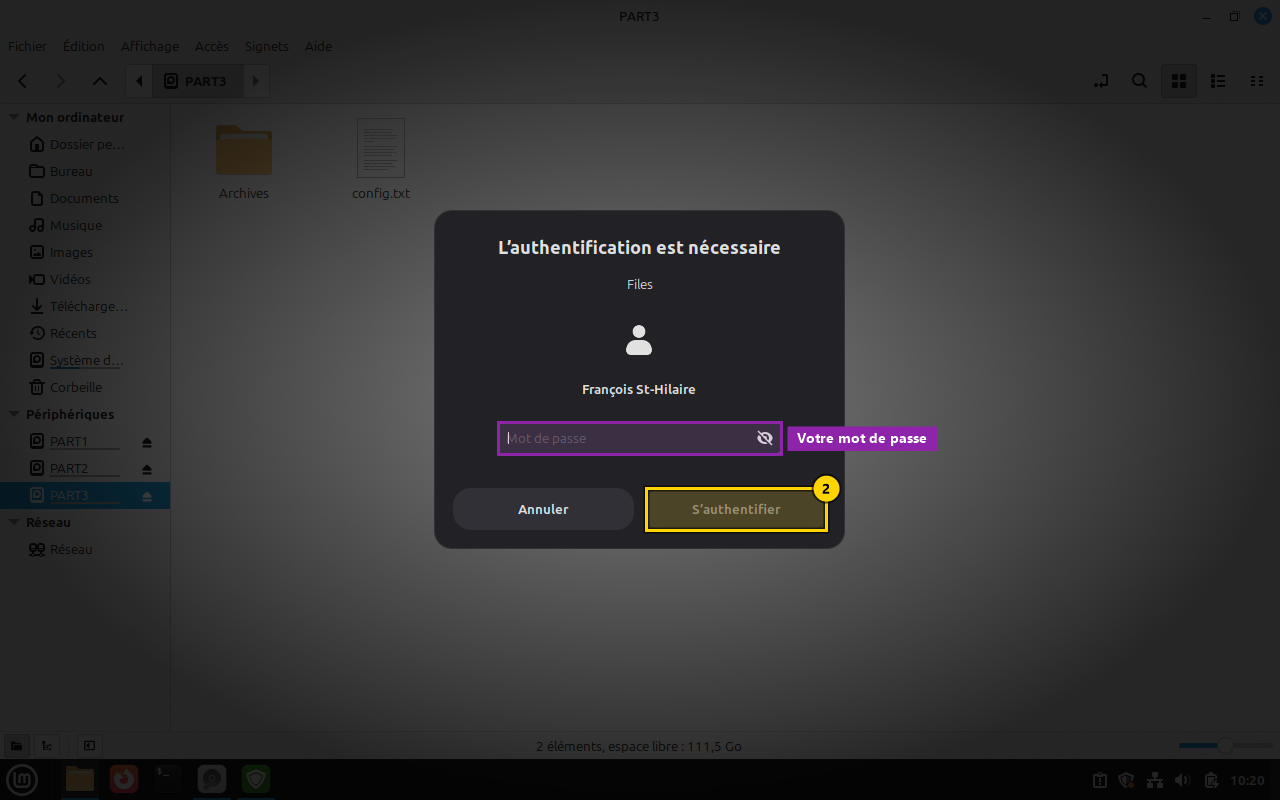 PART3
Fichier Édition Affichage Accès Signets Aide
PART3
Mon ordinateur
Dossier pe...
Bureau
Documents
Musique
Images
Vidéos
Télécharge...
Récents
Système d...
Corbeille
Périphériques
PART1
PART2
PART3
Réseau
Réseau
Archives
config.txt
L’authentification est nécessaire
Files
François St-Hilaire
Mot de passe
Votre mot de passe
Annuler
S’authentifier
2
2 éléments, espace libre : 111,5 Go
10:20